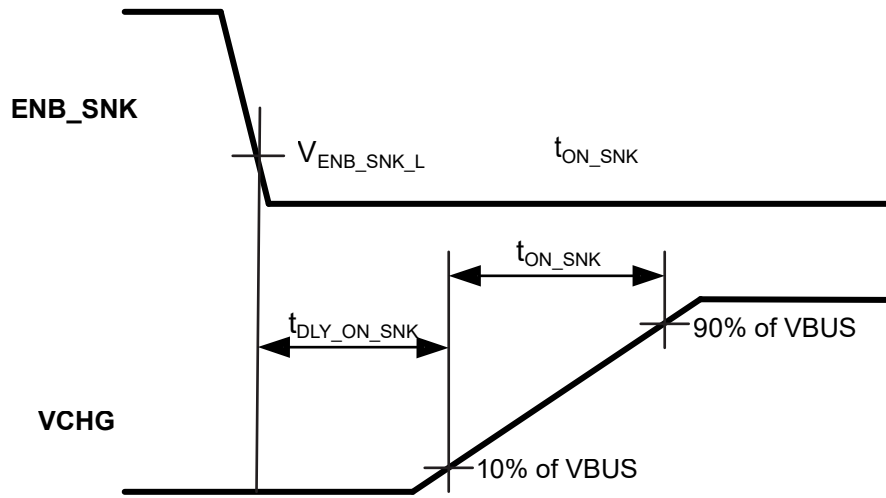 ENB_SNK
VENB_SNK_L
tON_SNK
tON_SNK
tDLY_ON_SNK
90% of VBUS
VCHG
10% of VBUS